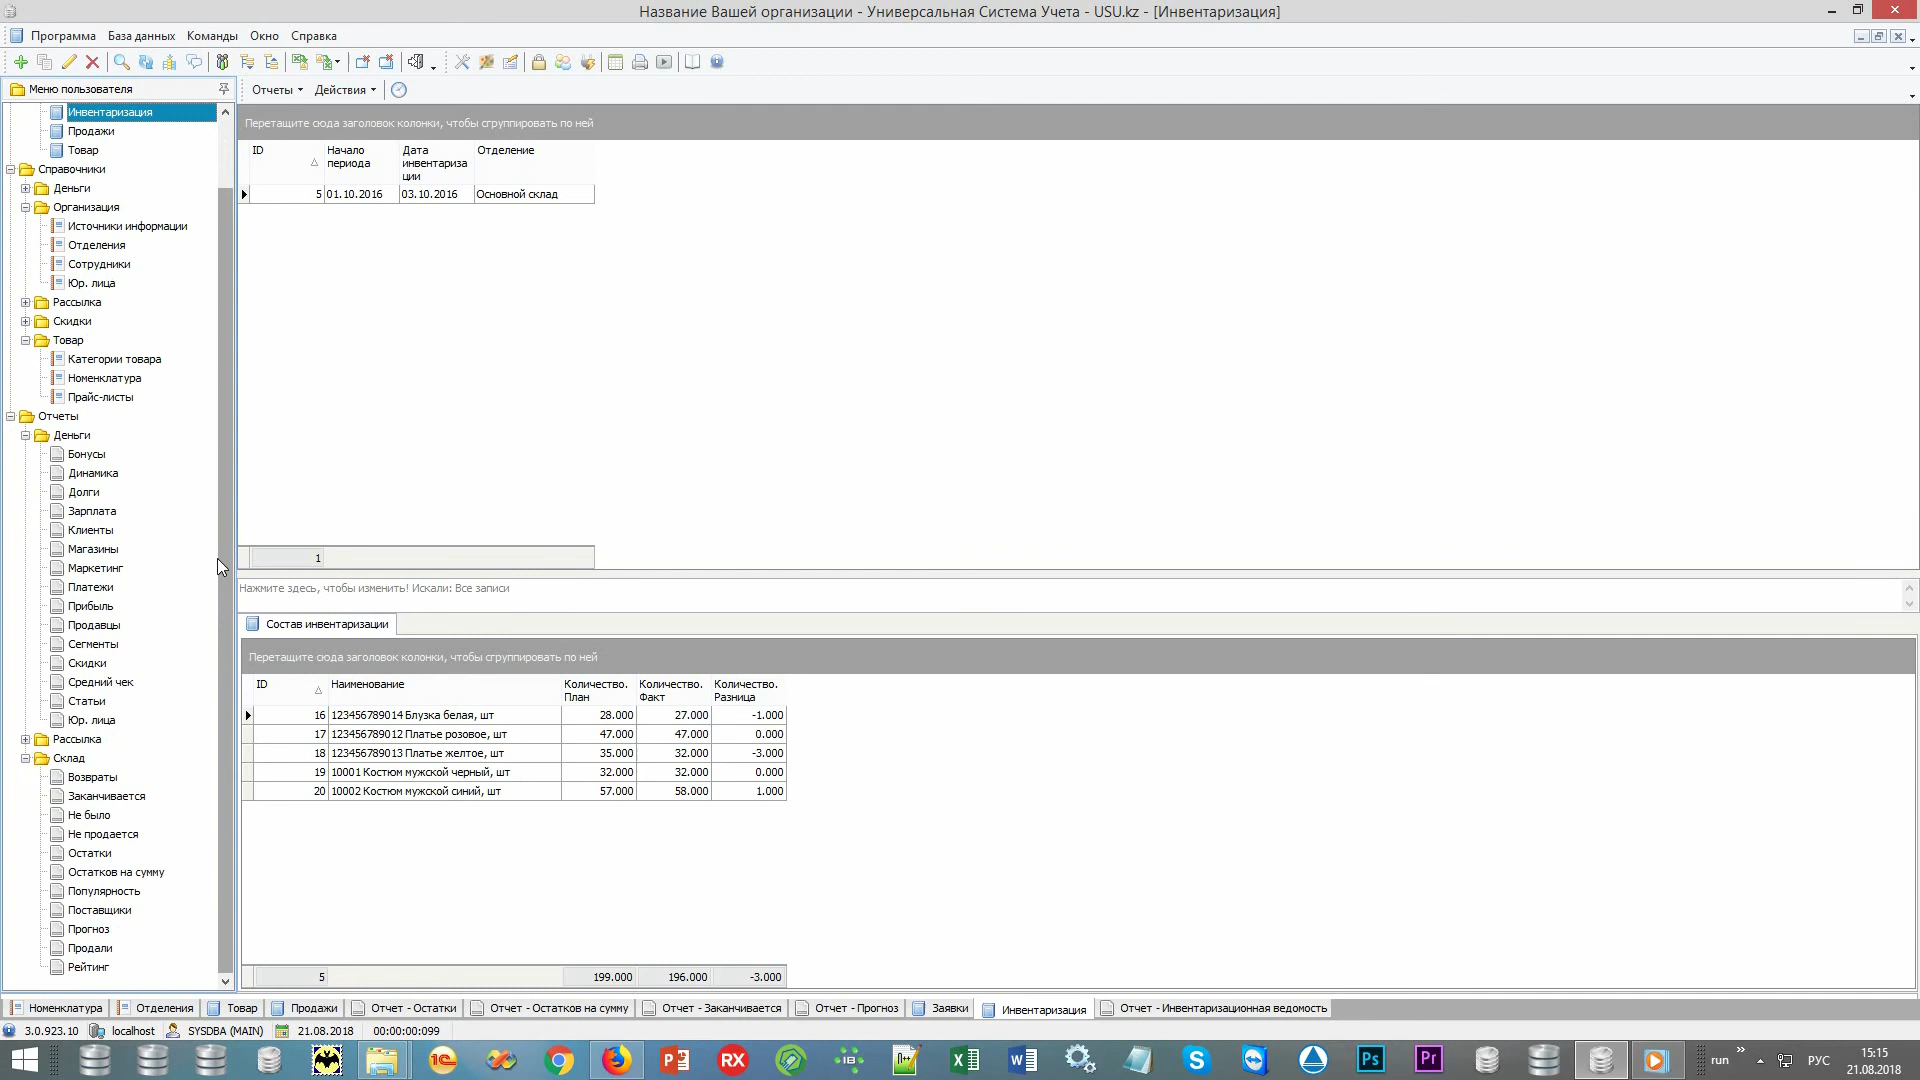 Название Вашей организации - Универсальная Система Учета - USU.kz - [Инвентаризация]
Программа База данных Команды Окно Справка
Меню пользователя
Отчеты Действия
Инвентаризация
Продажи
Товар
Справочники
Деньги
Организация
Источники информации
Отделения
Сотрудники
Юр. лица
Рассылка
Скидки
Товар
Категории товара
Номенклатура
Прайс-листы
Отчеты
Деньги
Бонусы
Динамика
Долги
Зарплата
Клиенты
Магазины
Маркетинг
Платежи
Прибыль
Продавцы
Сегменты
Скидки
Средний чек
Статьи
Юр. лица
Рассылка
Склад
Возвраты
Заканчивается
Не было
Не продается
Остатки
Остатков на сумму
Популярность
Поставщики
Прогноз
Продали
Рейтинг
Перетащите сюда заголовок колонки, чтобы сгруппировать по ней
ID Начало периода Дата инвентариза ции Отделение
5 01.10.2016 03.10.2016 Основной склад
1
Нажмите здесь, чтобы изменить! Искали: Все записи
Состав инвентаризации
Перетащите сюда заголовок колонки, чтобы сгруппировать по ней
ID Наименование Количество. План Количество. Факт Количество. Разница
16 123456789014 Блузка белая, шт 28.000 27.000 -1.000
17 123456789012 Платье розовое, шт 47.000 47.000 0.000
18 123456789013 Платье желтое, шт 35.000 32.000 -3.000
19 10001 Костюм мужской черный, шт 32.000 32.000 0.000
20 10002 Костюм мужской синий, шт 57.000 58.000 1.000
5 199.000 196.000 -3.000
Номенклатура Отделения Товар Продажи Отчет - Остатки Отчет - Остатков на сумму Отчет - Заканчивается Отчет - Прогноз Заявки Инвентаризация Отчет - Инвентаризационная ведомость
3.0.923.10 localhost SYSDBA (MAIN) 21.08.2018 00:00:00:099
run РУС 15:15
21.08.2018